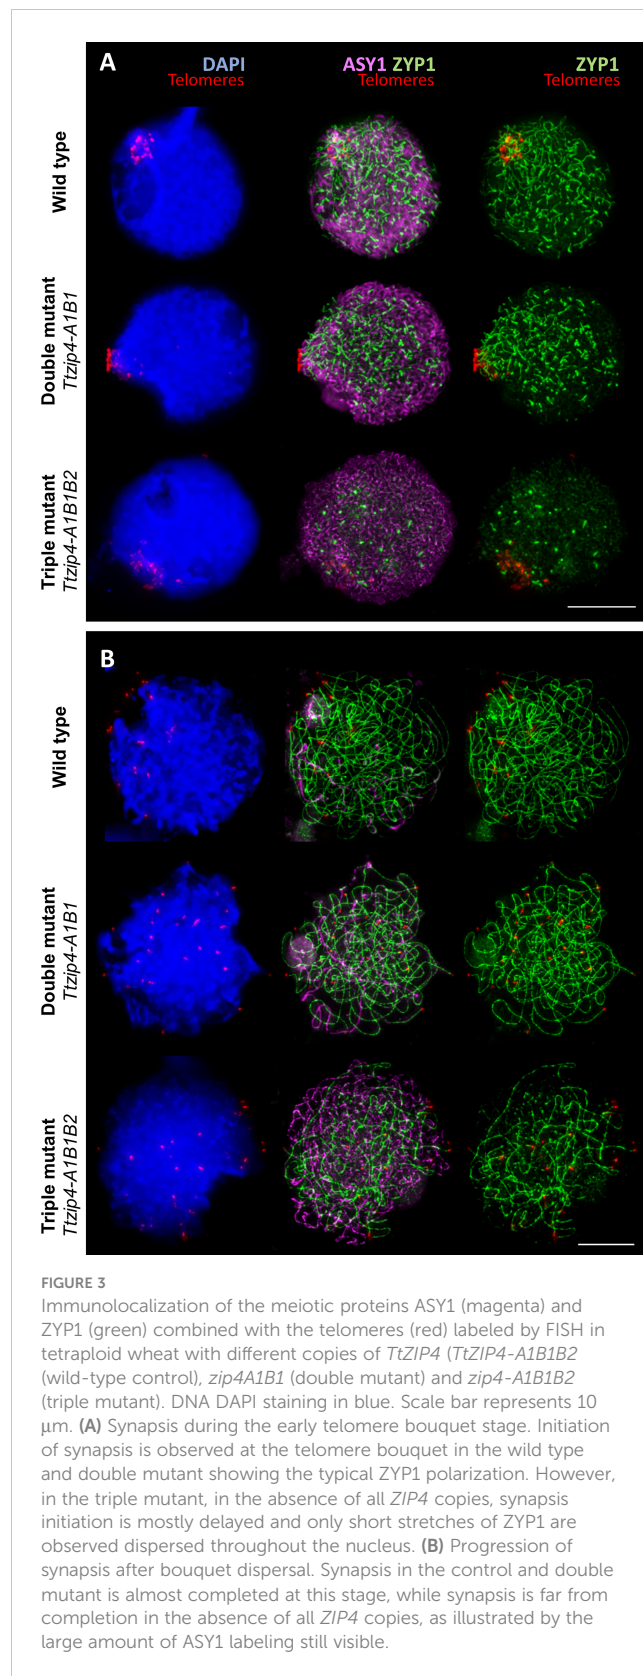 A
DAPI
Telomeres
ASY1 ZYP1
Telomeres
ZYP1
Telomeres
Wild type
Double mutant
Ttzip4-A1B1
Triple mutant
Ttzip4-A1B1B2
B
Wild type
Double mutant
Ttzip4-A1B1
Triple mutant
Ttzip4-A1B1B2
FIGURE 3
Immunolocalization of the meiotic proteins ASY1 (magenta) and
ZYP1 (green) combined with the telomeres (red) labeled by FISH in
tetraploid wheat with different copies of TtZIP4 (TtZIP4-A1B1B2
(wild-type control), zip4A1B1 (double mutant) and zip4-A1B1B2
(triple mutant). DNA DAPI staining in blue. Scale bar represents 10
μm. (A) Synapsis during the early telomere bouquet stage. Initiation
of synapsis is observed at the telomere bouquet in the wild type
and double mutant showing the typical ZYP1 polarization. However,
in the triple mutant, in the absence of all ZIP4 copies, synapsis
initiation is mostly delayed and only short stretches of ZYP1 are
observed dispersed throughout the nucleus. (B) Progression of
synapsis after bouquet dispersal. Synapsis in the control and double
mutant is almost completed at this stage, while synapsis is far from
completion in the absence of all ZIP4 copies, as illustrated by the
large amount of ASY1 labeling still visible.